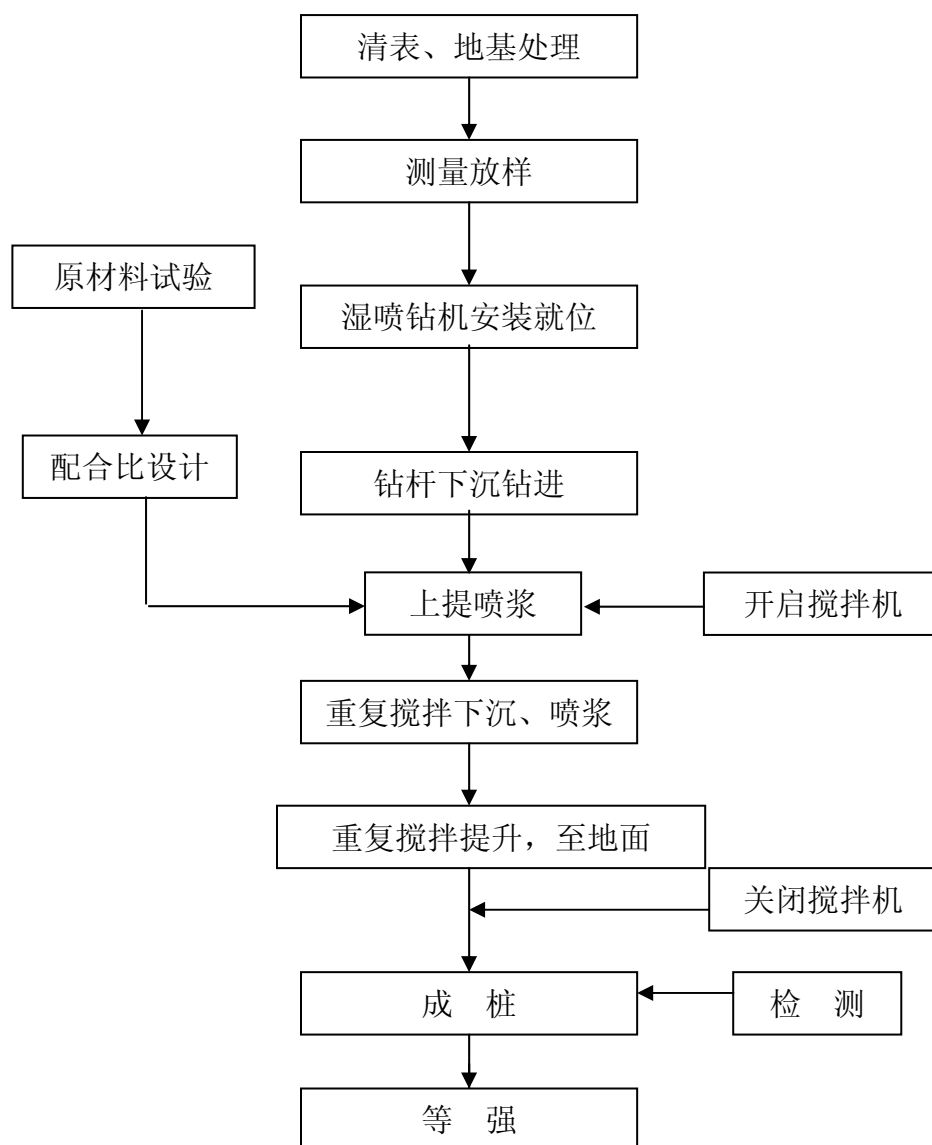 清表、地基处理
测量放样
原材料试验
湿喷钻机安装就位
配合比设计
钻杆下沉钻进
上提喷浆
开启搅拌机
重复搅拌下沉、喷浆
重复搅拌提升，至地面
关闭搅拌机
成 桩
检 测
等 强